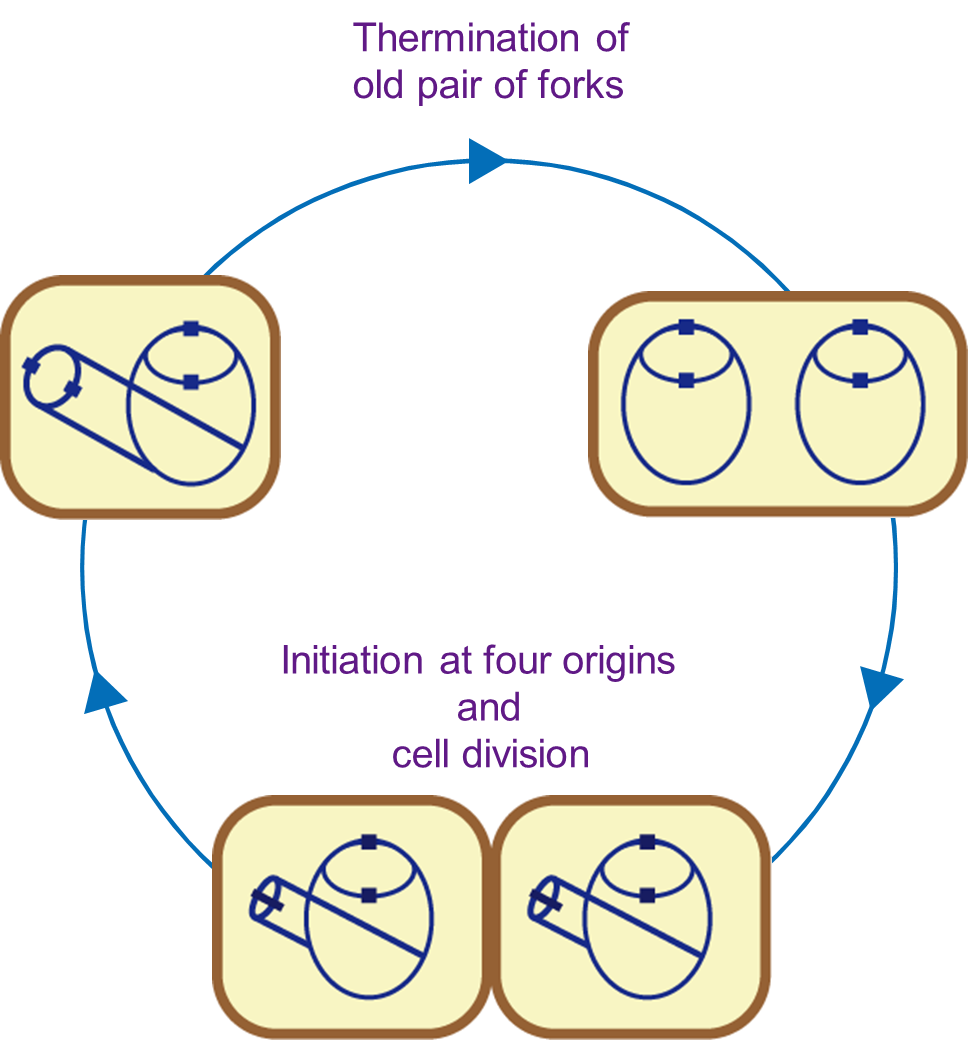 Thermination of
old pair of forks
Initiation at four origins
and
cell division